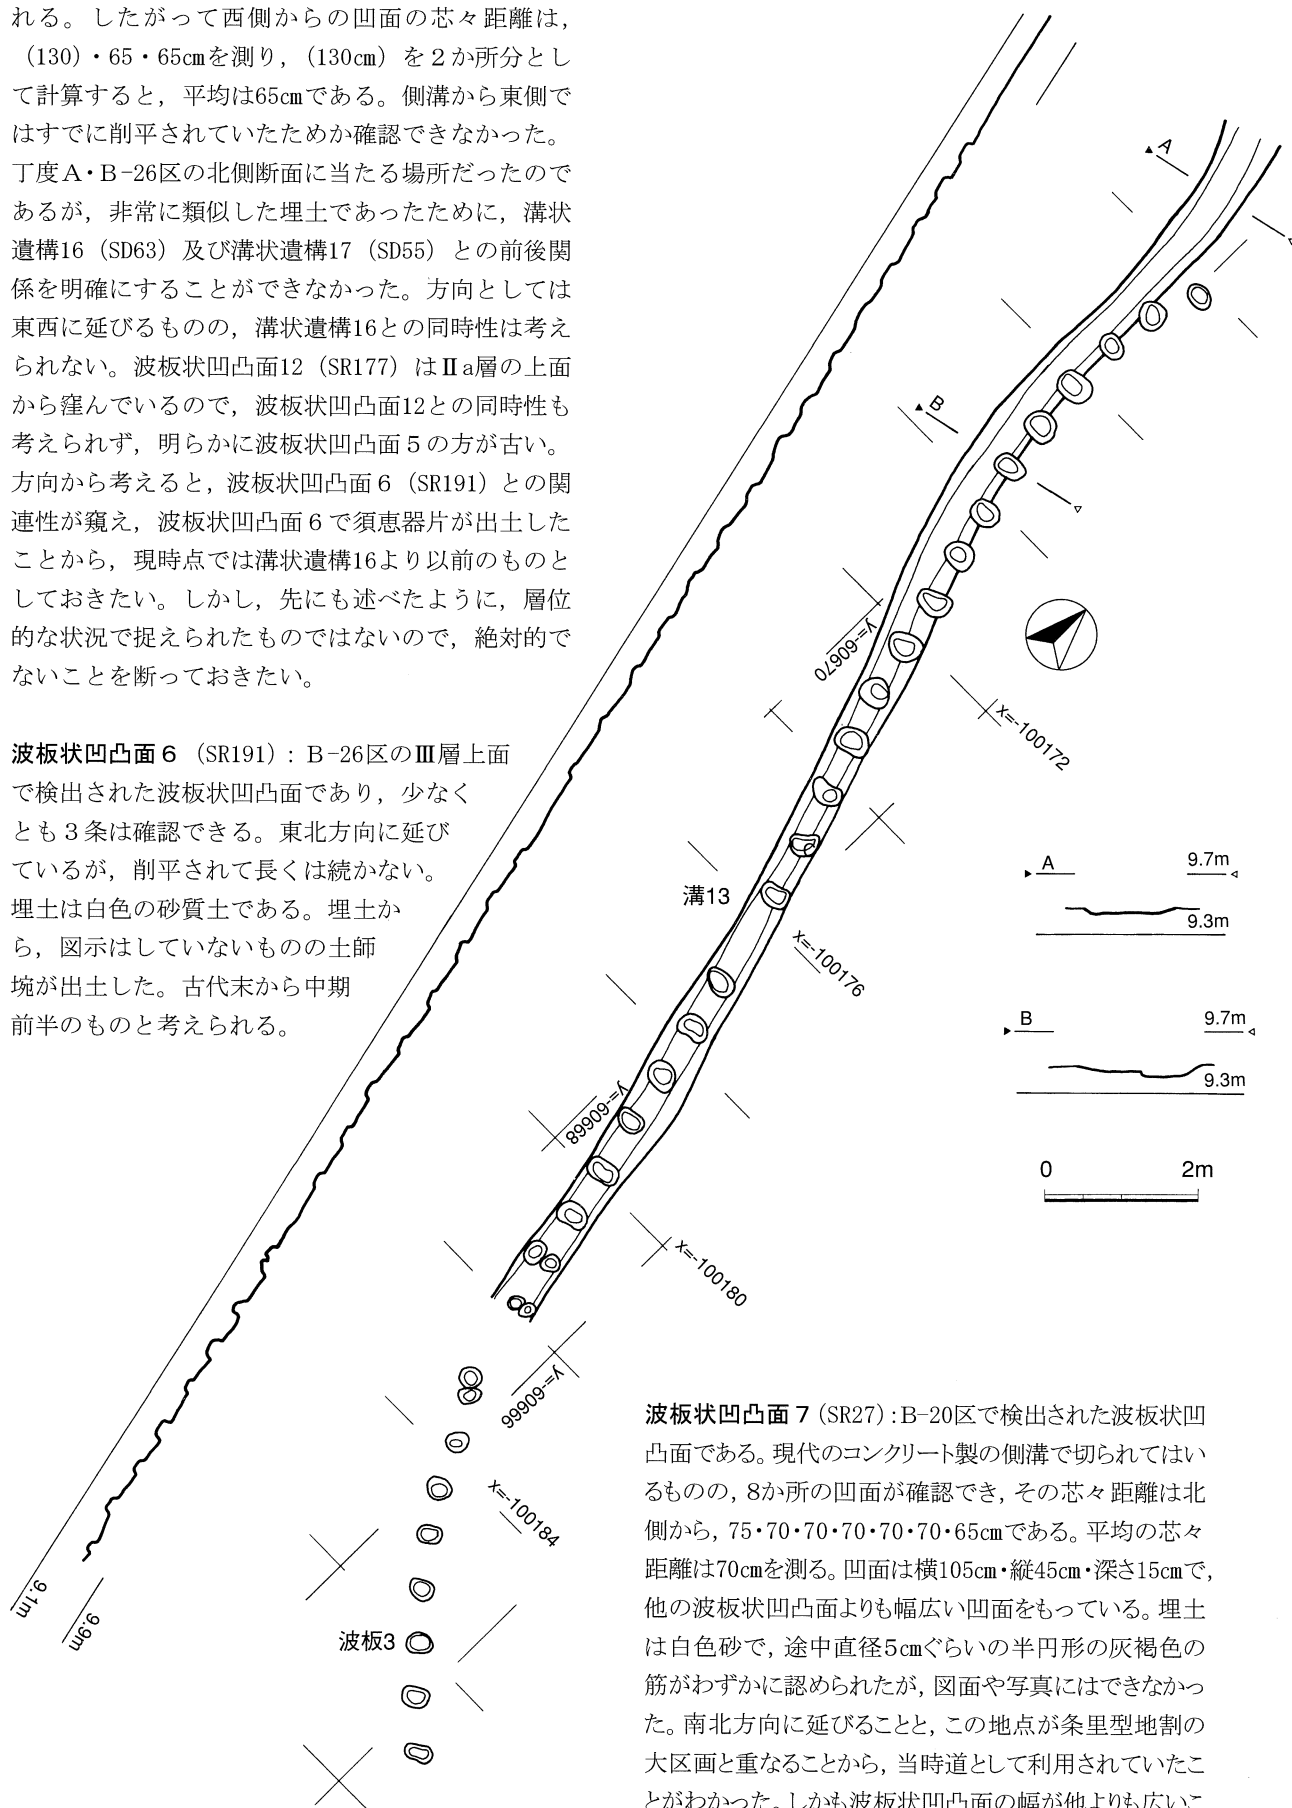 れる。したがって西側からの凹面の芯々距離は，
（130）・65・65cmを測り，（130cm）を２か所分とし
て計算すると，平均は65cmである。側溝から東側で
はすでに削平されていたためか確認できなかった。
丁度Ａ・Ｂ-26区の北側断面に当たる場所だったので
あるが，非常に類似した埋土であったために，溝状
遺構16（SD63）及び溝状遺構17（SD55）との前後関
係を明確にすることができなかった。方向としては
東西に延びるものの，溝状遺構16との同時性は考え
られない。波板状凹凸面12（SR177）はⅡa層の上面
から窪んでいるので，波板状凹凸面12との同時性も
考えられず，明らかに波板状凹凸面５の方が古い。
方向から考えると，波板状凹凸面６（SR191）との関
連性が窺え，波板状凹凸面６で須恵器片が出土した
ことから，現時点では溝状遺構16より以前のものと
しておきたい。しかし，先にも述べたように，層位
的な状況で捉えられたものではないので，絶対的で
ないことを断っておきたい。
波板状凹凸面６（SR191）：Ｂ-26区のⅢ層上面
で検出された波板状凹凸面であり，少なく
とも３条は確認できる。東北方向に延び
ているが，削平されて長くは続かない。
埋土は白色の砂質土である。埋土か
ら，図示はしていないものの土師
埦が出土した。古代末から中期
前半のものと考えられる。
A
B
y=-60670
x=-100172
溝13
x=-100176
y=-60668
x=-100180
y=-60666
x=-100184
波板3
9.1m
9.9m
A 9.7m
9.3m
B 9.7m
9.3m
0 2m
波板状凹凸面７（SR27）：Ｂ-20区で検出された波板状凹
凸面である。現代のコンクリート製の側溝で切られてはい
るものの，8か所の凹面が確認でき，その芯々距離は北
側から，75・70・70・70・70・70・65cmである。平均の芯々
距離は70cmを測る。凹面は横105cm・縦45cm・深さ15cmで，
他の波板状凹凸面よりも幅広い凹面をもっている。埋土
は白色砂で，途中直径5cmぐらいの半円形の灰褐色の
筋がわずかに認められたが，図面や写真にはできなかっ
た。南北方向に延びることと，この地点が条里型地割の
大区画と重なることから，当時道として利用されていたこ
とがわかった。しかも波板状凹凸面の幅が他よりも広いこ